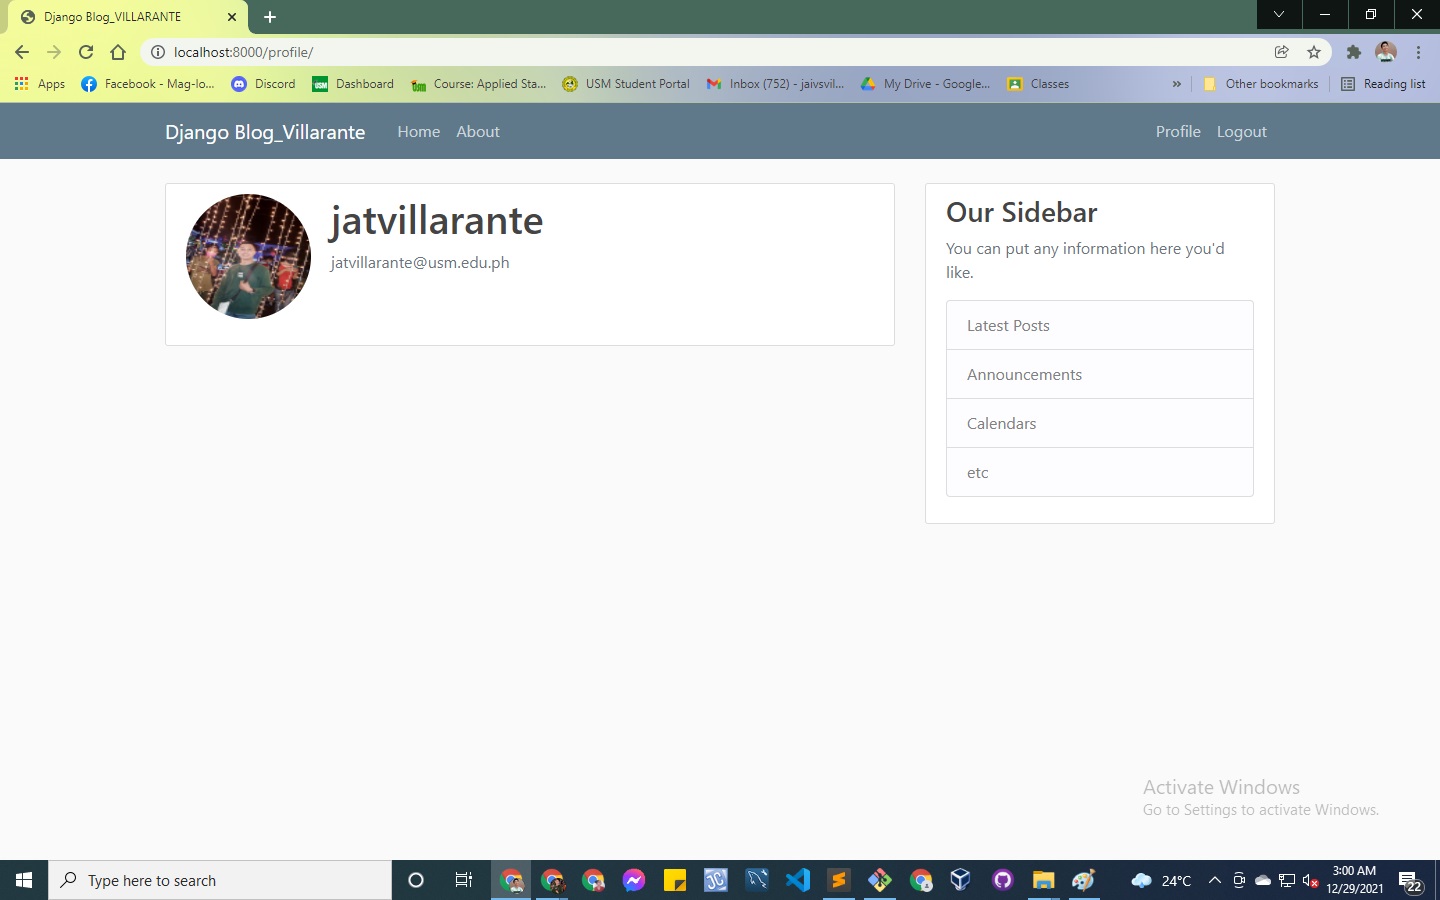 Django Blog_VILLARANTE
localhost:8000/profile/
Apps
Facebook - Mag-lo...
Discord
USM
Dashboard
Course: Applied Sta...
USM Student Portal
Inbox (752) - jaivsvil...
My Drive - Google...
Classes
»
Other bookmarks
Reading list
Django Blog_Villarante
Home
About
Profile
Logout
jatvillarante
jatvillarante@usm.edu.ph
Our Sidebar
You can put any information here you'd
like.
Latest Posts
Announcements
Calendars
etc
Activate Windows
Go to Settings to activate Windows.
Type here to search
24°C
3:00 AM
12/29/2021
22